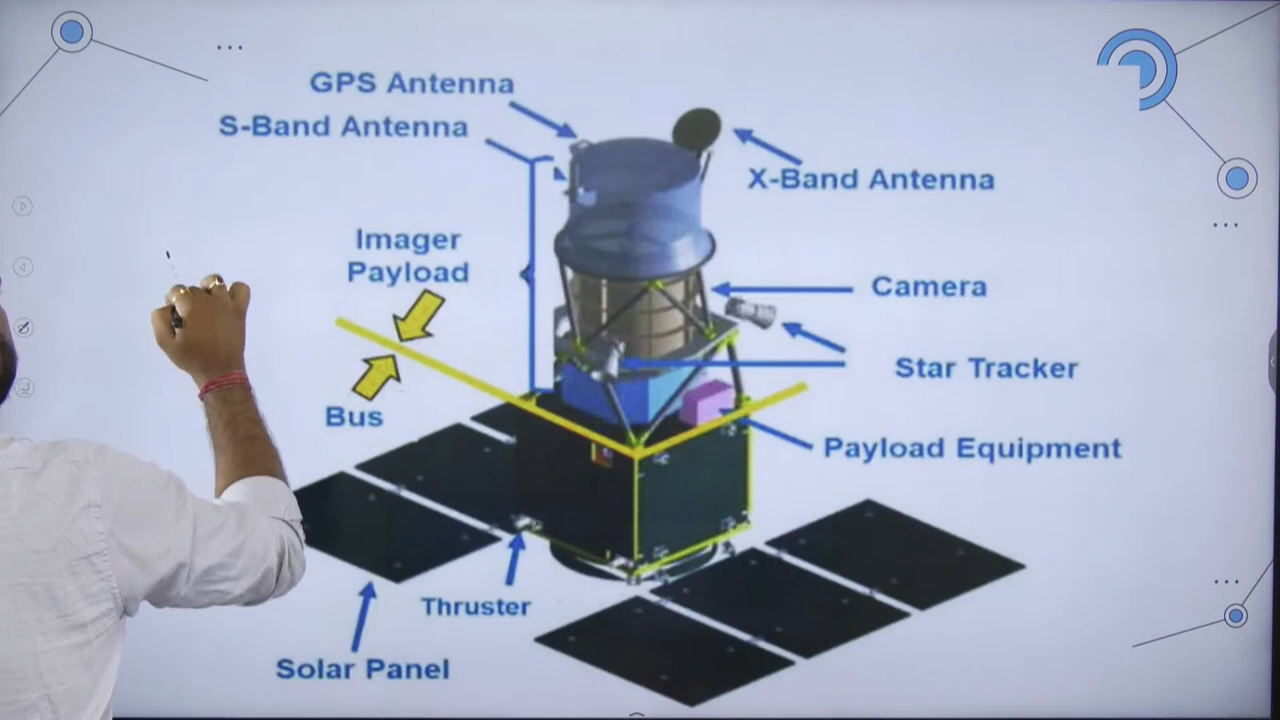 GPS Antenna
S-Band Antenna
X-Band Antenna
Imager
Payload
Camera
Star Tracker
Bus
Payload Equipment
Thruster
Solar Panel